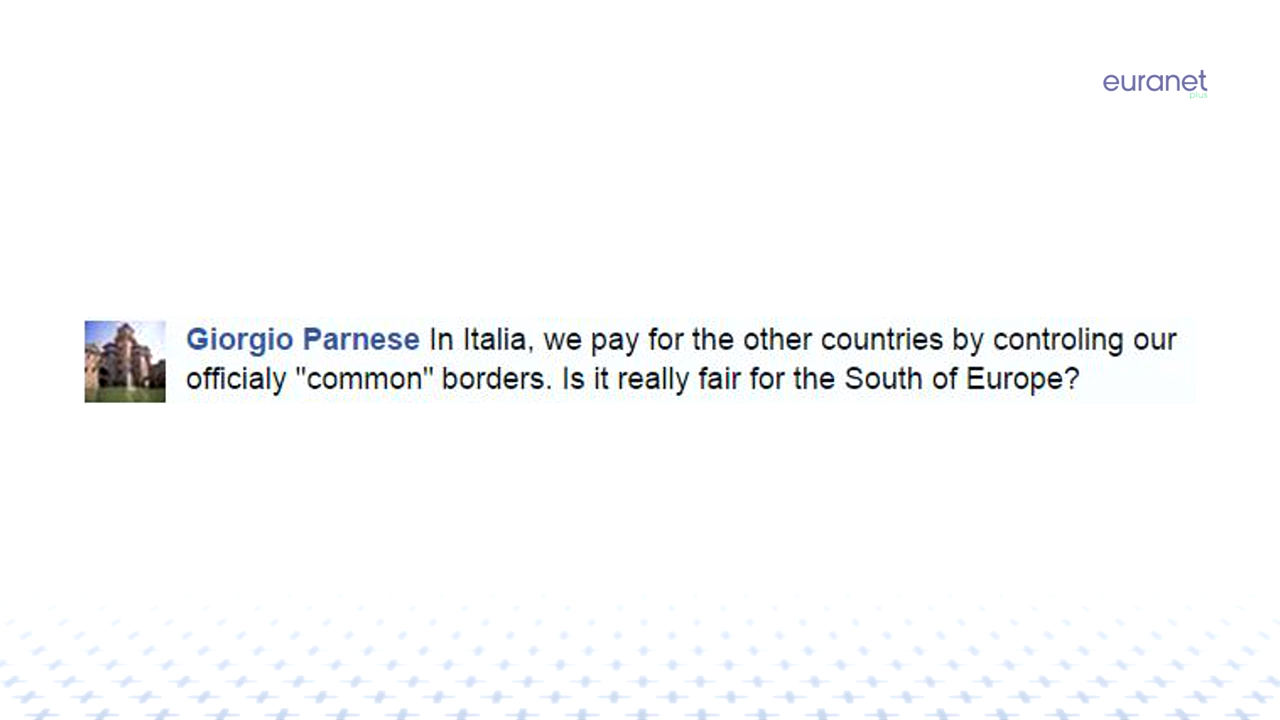 euranet
plus
Giorgio Parnese In Italia, we pay for the other countries by controling our
officialy "common" borders. Is it really fair for the South of Europe?